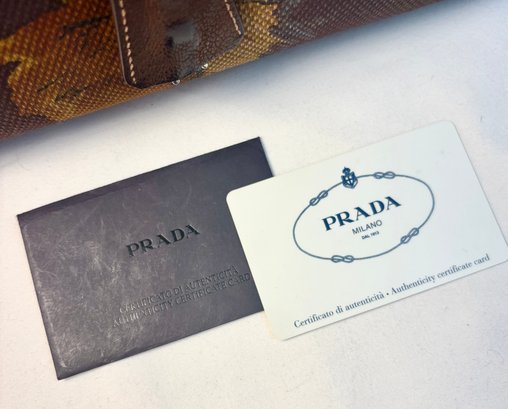 PRADA
CERTIFICATO DI AUTENTICITÀ
AUTHENTICITY CERTIFICATE CARD
PRADA
MILANO
DAL 1913
Certificato di autenticità • Authenticity certificate card